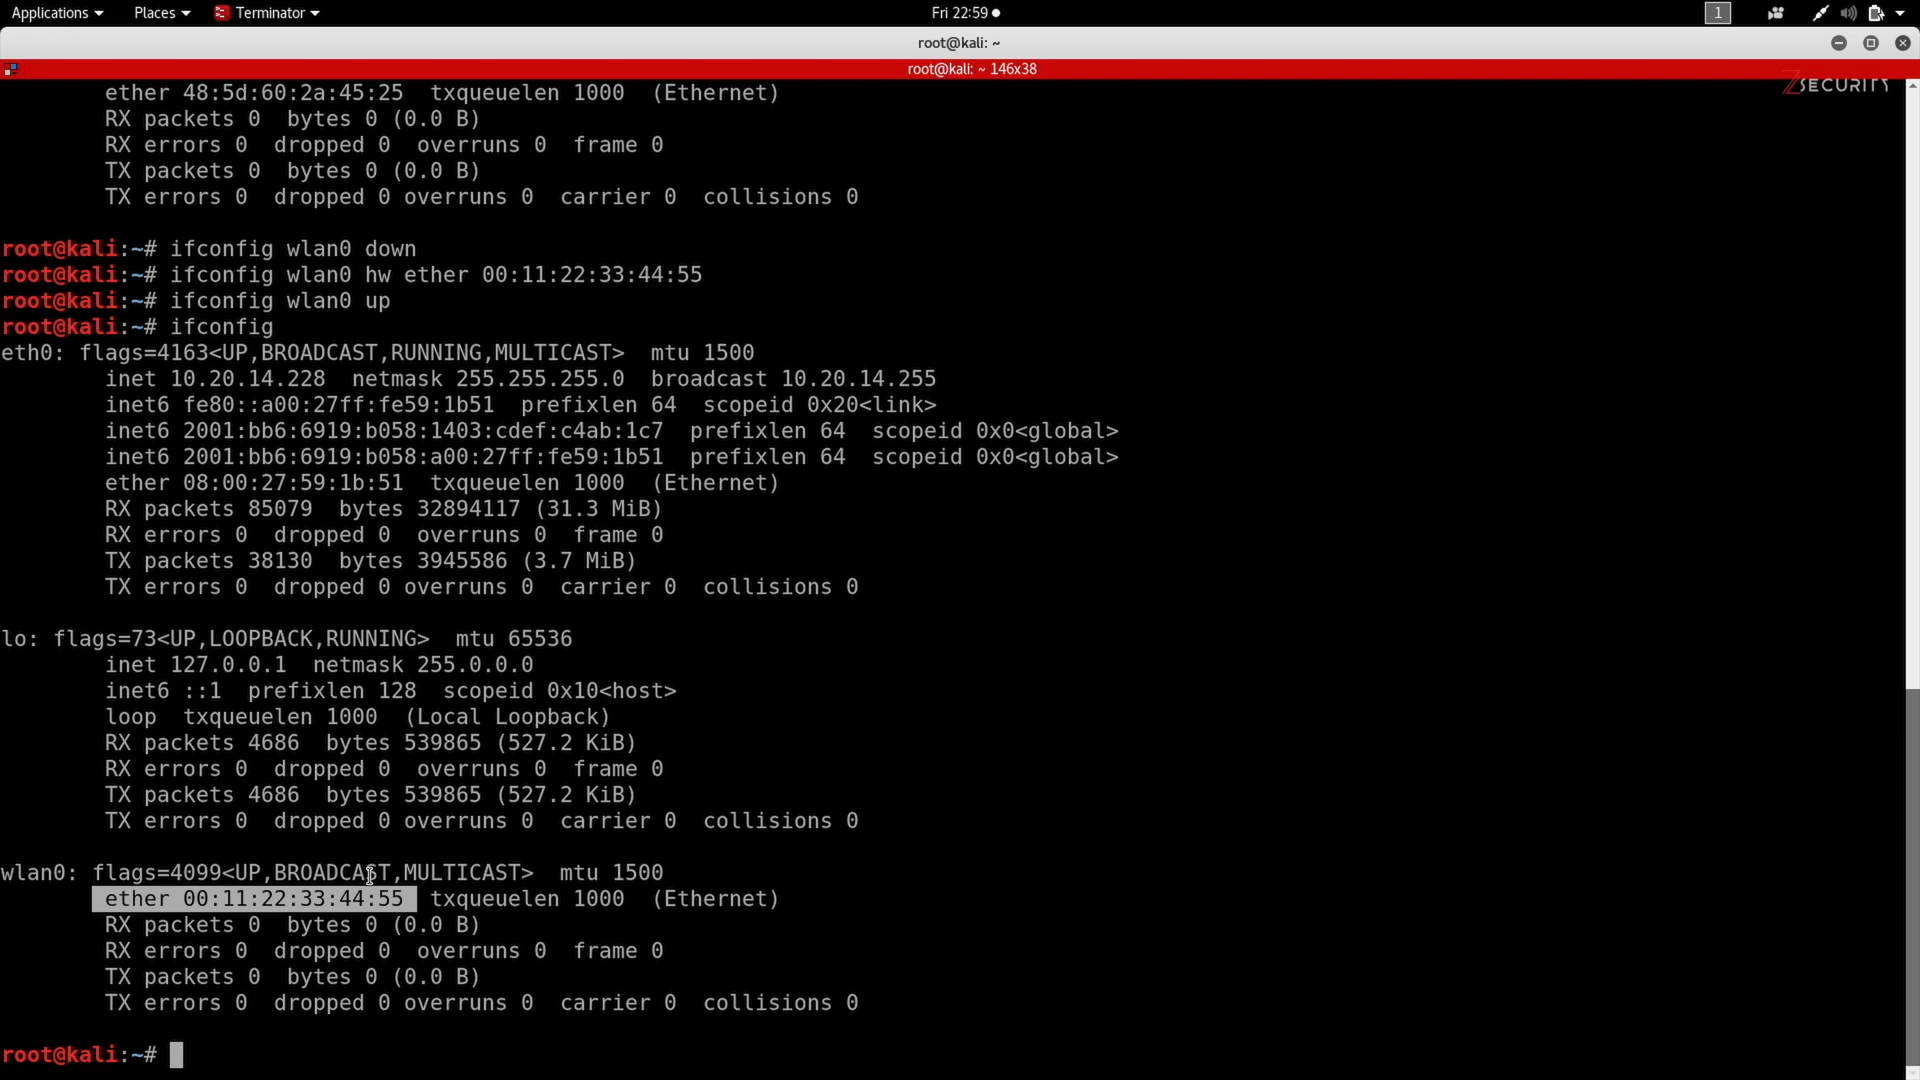 Applications Places Terminator Fri 22:59 1
root@kali: ~
root@kali: ~ 146x38
ZSECURITY
ether 48:5d:60:2a:45:25  txqueuelen 1000  (Ethernet)
RX packets 0  bytes 0 (0.0 B)
RX errors 0  dropped 0  overruns 0  frame 0
TX packets 0  bytes 0 (0.0 B)
TX errors 0  dropped 0 overruns 0  carrier 0  collisions 0
root@kali:~# ifconfig wlan0 down
root@kali:~# ifconfig wlan0 hw ether 00:11:22:33:44:55
root@kali:~# ifconfig wlan0 up
root@kali:~# ifconfig
eth0: flags=4163<UP,BROADCAST,RUNNING,MULTICAST>  mtu 1500
inet 10.20.14.228  netmask 255.255.255.0  broadcast 10.20.14.255
inet6 fe80::a00:27ff:fe59:1b51  prefixlen 64  scopeid 0x20<link>
inet6 2001:bb6:6919:b058:1403:cdef:c4ab:1c7  prefixlen 64  scopeid 0x0<global>
inet6 2001:bb6:6919:b058:a00:27ff:fe59:1b51  prefixlen 64  scopeid 0x0<global>
ether 08:00:27:59:1b:51  txqueuelen 1000  (Ethernet)
RX packets 85079  bytes 32894117 (31.3 MiB)
RX errors 0  dropped 0  overruns 0  frame 0
TX packets 38130  bytes 3945586 (3.7 MiB)
TX errors 0  dropped 0 overruns 0  carrier 0  collisions 0
lo: flags=73<UP,LOOPBACK,RUNNING>  mtu 65536
inet 127.0.0.1  netmask 255.0.0.0
inet6 ::1  prefixlen 128  scopeid 0x10<host>
loop  txqueuelen 1000  (Local Loopback)
RX packets 4686  bytes 539865 (527.2 KiB)
RX errors 0  dropped 0  overruns 0  frame 0
TX packets 4686  bytes 539865 (527.2 KiB)
TX errors 0  dropped 0 overruns 0  carrier 0  collisions 0
wlan0: flags=4099<UP,BROADCAST,MULTICAST>  mtu 1500
ether 00:11:22:33:44:55  txqueuelen 1000  (Ethernet)
RX packets 0  bytes 0 (0.0 B)
RX errors 0  dropped 0  overruns 0  frame 0
TX packets 0  bytes 0 (0.0 B)
TX errors 0  dropped 0 overruns 0  carrier 0  collisions 0
root@kali:~#